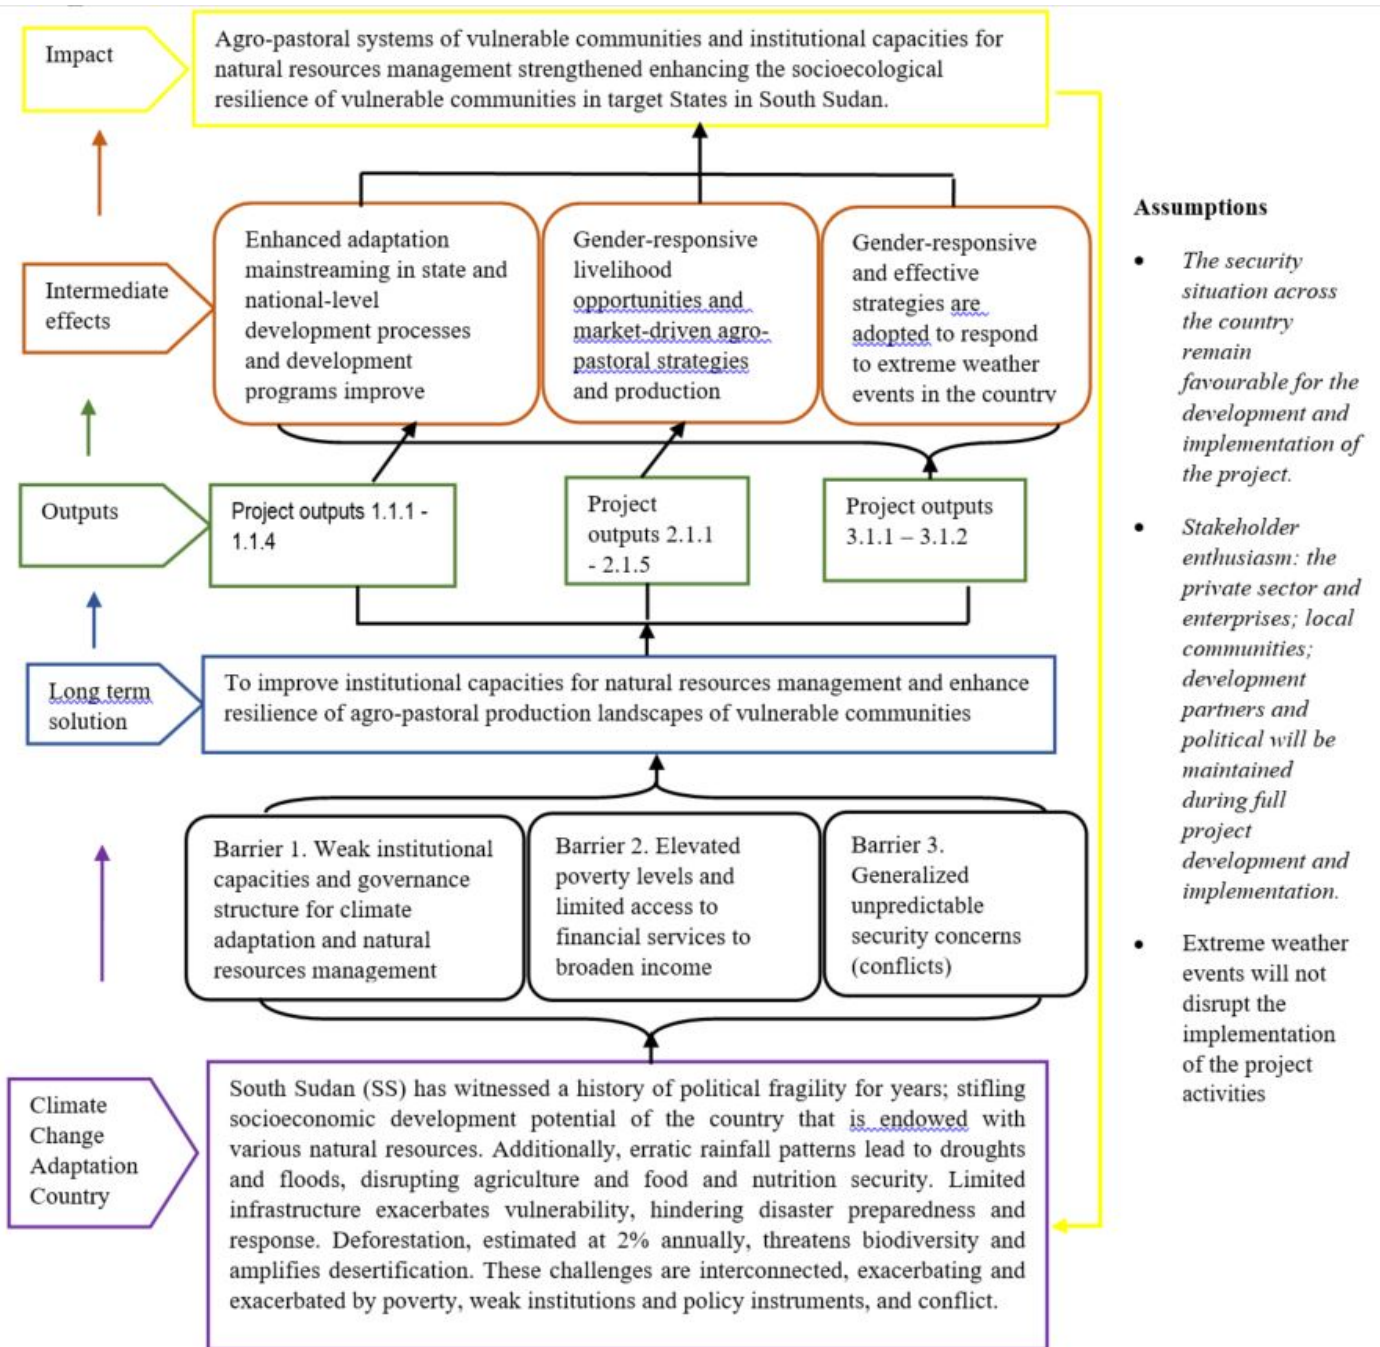 Impact
Agro-pastoral systems of vulnerable communities and institutional capacities for
natural resources management strengthened enhancing the socioecological
resilience of vulnerable communities in target States in South Sudan.
Intermediate
effects
Enhanced adaptation
mainstreaming in state and
national-level
development processes
and development
programs improve
Gender-responsive
livelihood
opportunities and
market-driven agro-
pastoral strategies
and production
Gender-responsive
and effective
strategies are
adopted to respond
to extreme weather
events in the country
Outputs
Project outputs 1.1.1 -
1.1.4
Project
outputs 2.1.1
- 2.1.5
Project outputs
3.1.1 – 3.1.2
Long term
solution
To improve institutional capacities for natural resources management and enhance
resilience of agro-pastoral production landscapes of vulnerable communities
Barrier 1. Weak institutional
capacities and governance
structure for climate
adaptation and natural
resources management
Barrier 2. Elevated
poverty levels and
limited access to
financial services to
broaden income
Barrier 3.
Generalized
unpredictable
security concerns
(conflicts)
Climate
Change
Adaptation
Country
South Sudan (SS) has witnessed a history of political fragility for years; stifling
socioeconomic development potential of the country that is endowed with
various natural resources. Additionally, erratic rainfall patterns lead to droughts
and floods, disrupting agriculture and food and nutrition security. Limited
infrastructure exacerbates vulnerability, hindering disaster preparedness and
response. Deforestation, estimated at 2% annually, threatens biodiversity and
amplifies desertification. These challenges are interconnected, exacerbating and
exacerbated by poverty, weak institutions and policy instruments, and conflict.
Assumptions
• The security
situation across
the country
remain
favourable for the
development and
implementation of
the project.
• Stakeholder
enthusiasm: the
private sector and
enterprises; local
communities;
development
partners and
political will be
maintained
during full
project
development and
implementation.
• Extreme weather
events will not
disrupt the
implementation
of the project
activities